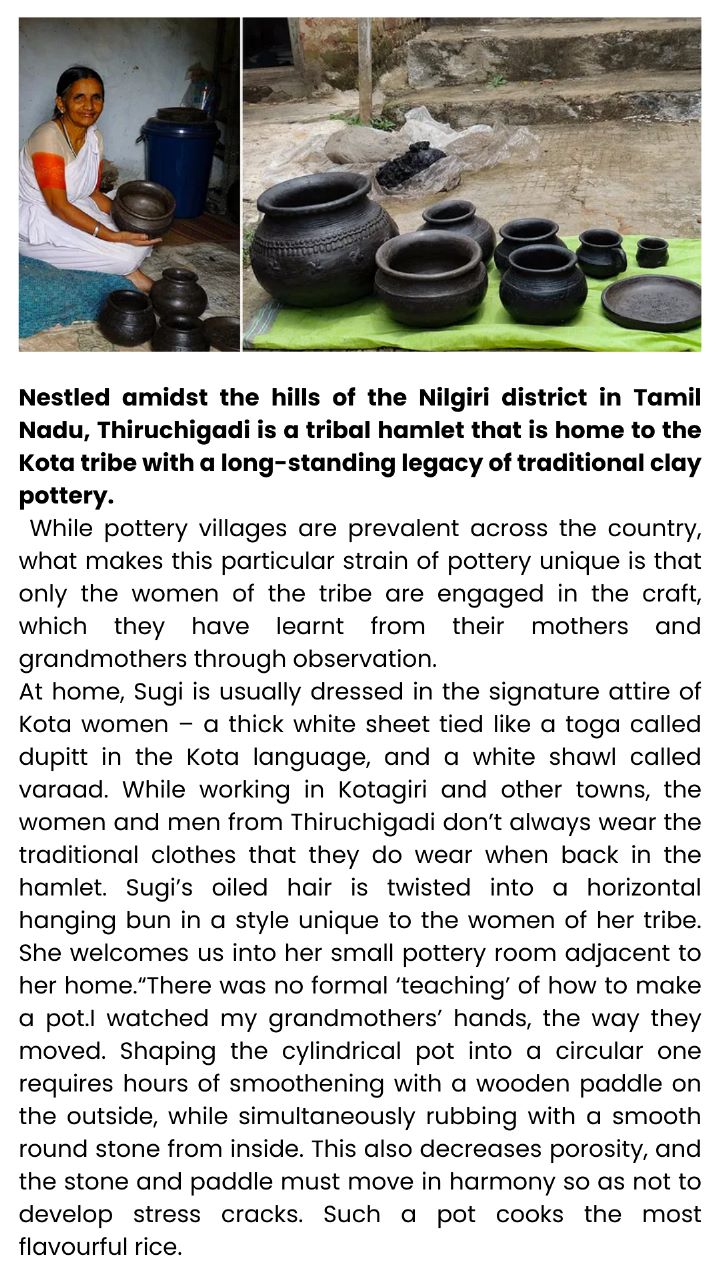 Nestled amidst the hills of the Nilgiri district in Tamil
Nadu, Thiruchigadi is a tribal hamlet that is home to the
Kota tribe with a long-standing legacy of traditional clay
pottery.
While pottery villages are prevalent across the country,
what makes this particular strain of pottery unique is that
only the women of the tribe are engaged in the craft,
which they have learnt from their mothers and
grandmothers through observation.
At home, Sugi is usually dressed in the signature attire of
Kota women – a thick white sheet tied like a toga called
dupitt in the Kota language, and a white shawl called
varaad. While working in Kotagiri and other towns, the
women and men from Thiruchigadi don’t always wear the
traditional clothes that they do wear when back in the
hamlet. Sugi’s oiled hair is twisted into a horizontal
hanging bun in a style unique to the women of her tribe.
She welcomes us into her small pottery room adjacent to
her home.“There was no formal ‘teaching’ of how to make
a pot.I watched my grandmothers’ hands, the way they
moved. Shaping the cylindrical pot into a circular one
requires hours of smoothening with a wooden paddle on
the outside, while simultaneously rubbing with a smooth
round stone from inside. This also decreases porosity, and
the stone and paddle must move in harmony so as not to
develop stress cracks. Such a pot cooks the most
flavourful rice.